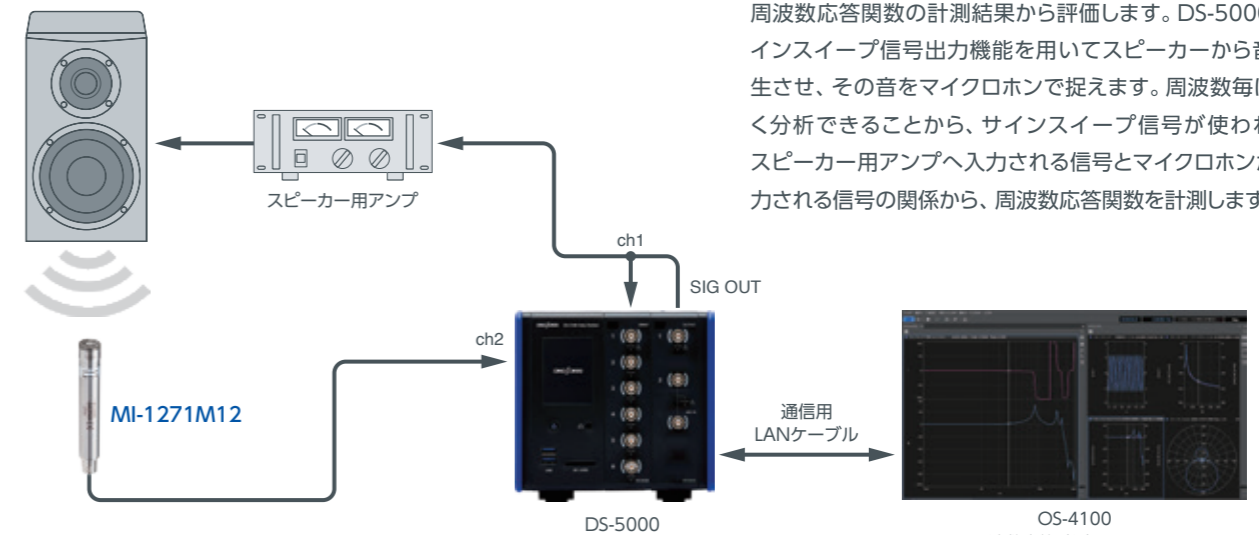 周波数応答関数の計測結果から評価します。DS-500
インスイープ信号出力機能を用いてスピーカーから
生させ、その音をマイクロホンで捉えます。周波数毎
く分析できることから、サインスイープ信号が使わ
スピーカー用アンプへ入力される信号とマイクロホン
力される信号の関係から、周波数応答関数を計測します
スピーカー用アンプ
ch1
SIG OUT
ch2
MI-1271M12
通信用
LANケーブル
DS-5000
OS-4100